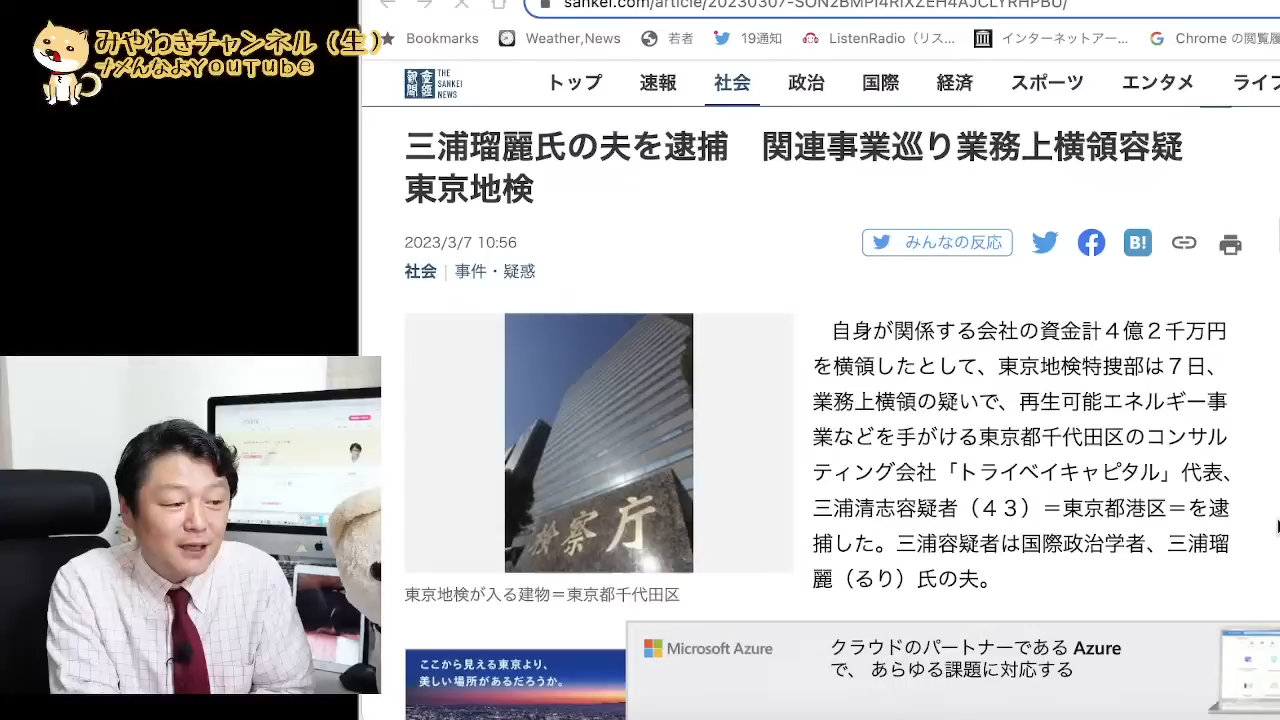 みやわきチャンネル（生）
ナメんなよYouTube
sankei.com/article/20230307-SON2BMPI4RIXZEH4AJCLYRHPBU/
Bookmarks
Weather,News
若者
19通知
ListenRadio（リス...
インターネットアー...
Chrome の閲覧履
産経新聞
THE SANKEI NEWS
トップ 速報 社会 政治 国際 経済 スポーツ エンタメ ライフ
三浦瑠麗氏の夫を逮捕　関連事業巡り業務上横領容疑
東京地検
2023/3/7 10:56
みんなの反応
B!
社会 | 事件・疑惑
自身が関係する会社の資金計４億２千万円
を横領したとして、東京地検特捜部は７日、
業務上横領の疑いで、再生可能エネルギー事
業などを手がける東京都千代田区のコンサル
ティング会社「トライベイキャピタル」代表、
三浦清志容疑者（４３）＝東京都港区＝を逮
捕した。三浦容疑者は国際政治学者、三浦瑠
麗（るり）氏の夫。
検察庁
東京地検が入る建物＝東京都千代田区
ここから見える東京より、
美しい場所があるだろうか。
Microsoft Azure
クラウドのパートナーである Azure
で、 あらゆる課題に対応する